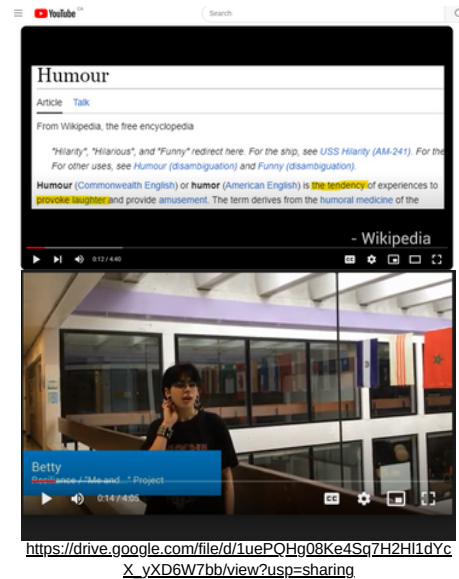 YouTube CA
Search
Humour
Article Talk
From Wikipedia, the free encyclopedia
"Hilarity", "Hilarious", and "Funny" redirect here. For the ship, see USS Hilarity (AM-241). For the
For other uses, see Humour (disambiguation) and Funny (disambiguation).
Humour (Commonwealth English) or humor (American English) is the tendency of experiences to
provoke laughter and provide amusement. The term derives from the humoral medicine of the
- Wikipedia
0:12 / 4:40
CC
Betty
Resiliance / "Me and..." Project
0:14 / 4:05
CC
https://drive.google.com/file/d/1uePQHg08Ke4Sq7H2Hl1dYc
X_yXD6W7bb/view?usp=sharing